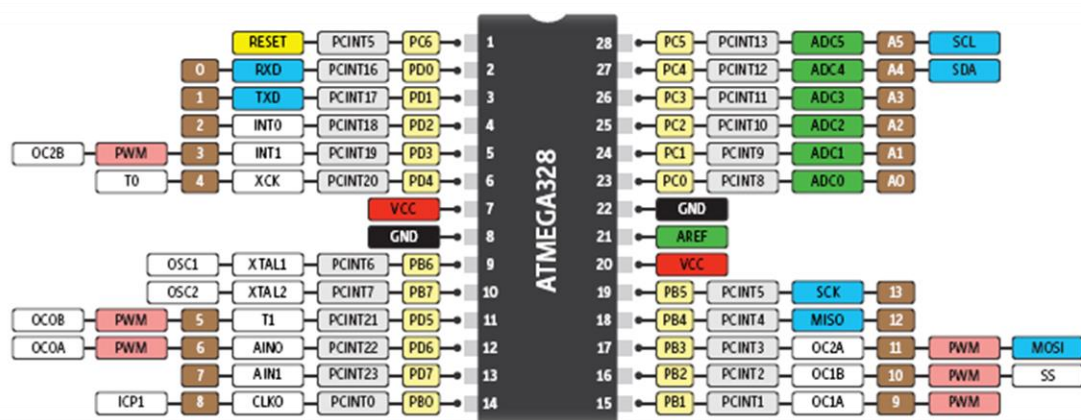 RESET PCINT5 PC6 1 28 PC5 PCINT13 ADC5 A5 SCL
0 RXD PCINT16 PD0 2 27 PC4 PCINT12 ADC4 A4 SDA
1 TXD PCINT17 PD1 3 26 PC3 PCINT11 ADC3 A3
2 INT0 PCINT18 PD2 4 25 PC2 PCINT10 ADC2 A2
OC2B PWM 3 INT1 PCINT19 PD3 5 24 PC1 PCINT9 ADC1 A1
T0 4 XCK PCINT20 PD4 6 23 PC0 PCINT8 ADC0 A0
VCC 7 22 GND
GND 8 21 AREF
OSC1 XTAL1 PCINT6 PB6 9 20 VCC
OSC2 XTAL2 PCINT7 PB7 10 19 PB5 PCINT5 SCK 13
OC0B PWM 5 T1 PCINT21 PD5 11 18 PB4 PCINT4 MISO 12
OC0A PWM 6 AIN0 PCINT22 PD6 12 17 PB3 PCINT3 OC2A 11 PWM MOSI
7 AIN1 PCINT23 PD7 13 16 PB2 PCINT2 OC1B 10 PWM SS
ICP1 8 CLK0 PCINT0 PB0 14 15 PB1 PCINT1 OC1A 9 PWM
ATMEGA328